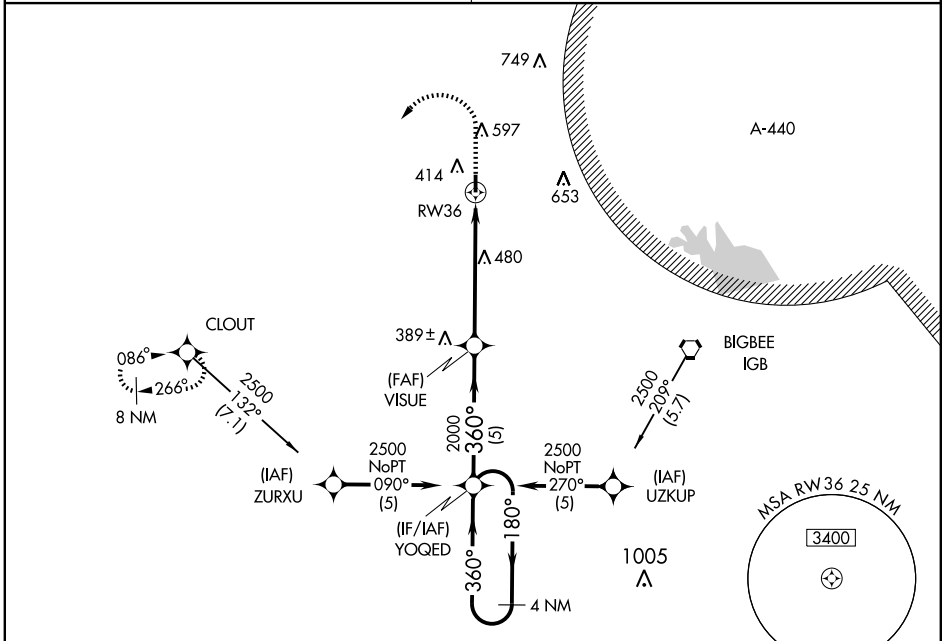 749
A-440
597
414
653
RW36
480
CLOUT
086°
266°
8 NM
2500
132°
(7.1)
389±
(FAF)
VISUE
BIGBEE
IGB
2500
209°
(5.7)
2000
360°
(5)
(IAF)
ZURXU
2500
NoPT
090°
(5)
2500
NoPT
270°
(5)
(IAF)
UZKUP
(IF/IAF)
YOQED
180°
360°
4 NM
1005
MSA RW36 25 NM
3400